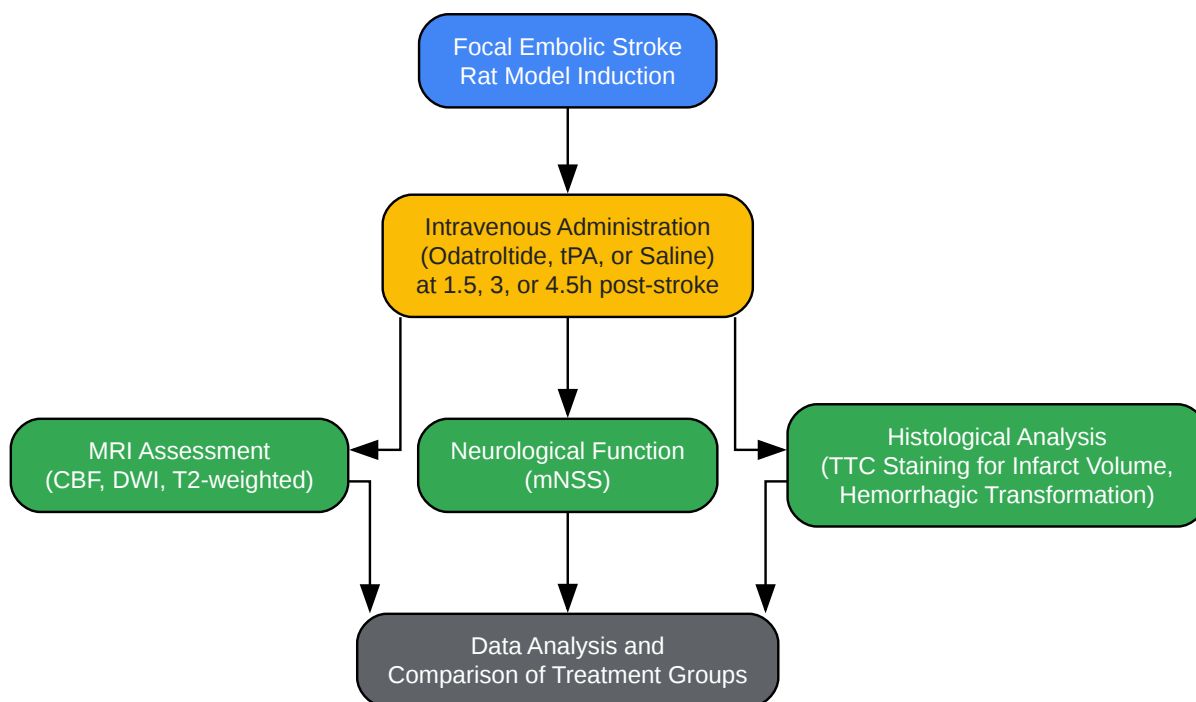 Focal Embolic Stroke
Rat Model Induction
Intravenous Administration
(Odatroltide, tPA, or Saline)
at 1.5, 3, or 4.5h post-stroke
MRI Assessment
(CBF, DWI, T2-weighted)
Neurological Function
(mNSS)
Histological Analysis
(TTC Staining for Infarct Volume,
Hemorrhagic Transformation)
Data Analysis and
Comparison of Treatment Groups